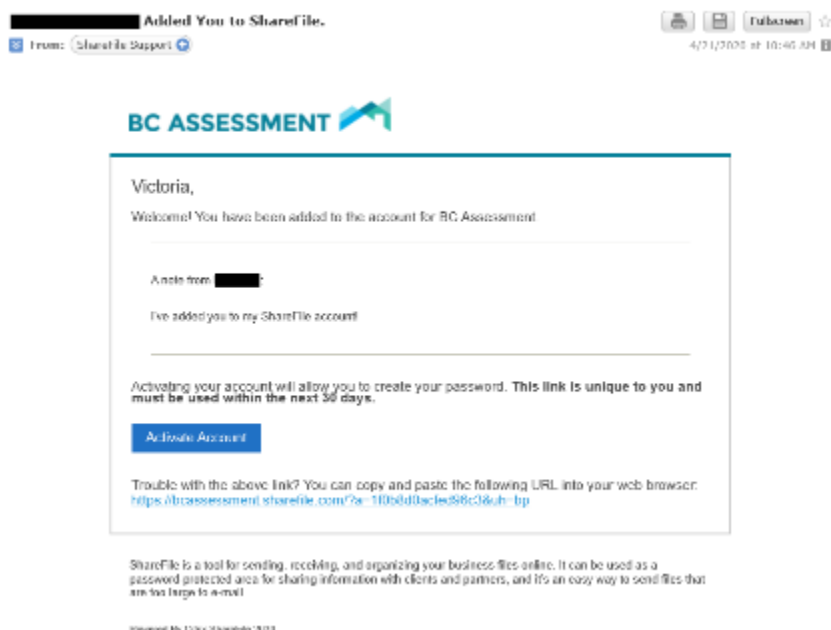 Added You to ShareFile.
Fullscreen
From: ShareFile Support
4/21/2020 at 10:46 AM
BC ASSESSMENT
Victoria,
Welcome! You have been added to the account for BC Assessment
A note from
I've added you to my ShareFile account!
Activating your account will allow you to create your password. This link is unique to you and
must be used within the next 30 days.
Activate Account
Trouble with the above link? You can copy and paste the following URL into your web browser:
ShareFile is a tool for sending, receiving, and organizing your business files online. It can be used as a
password protected area for sharing information with clients and partners, and it's an easy way to send files that
are too large to e-mail